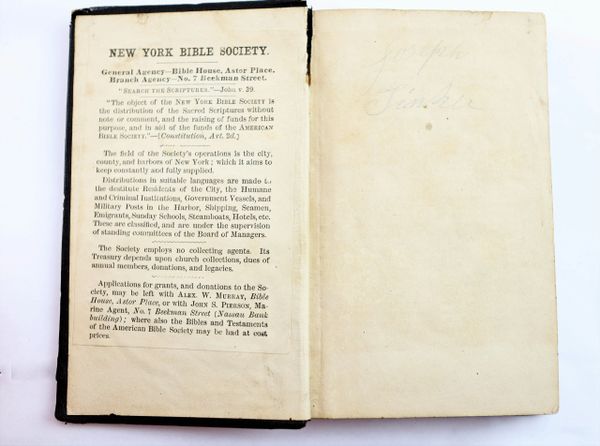 NEW YORK BIBLE SOCIETY.
General Agency—Bible House, Astor Place,
Branch Agency—No. 7 Beekman Street.
"SEARCH THE SCRIPTURES."—John v. 39.
"The object of the NEW YORK BIBLE SOCIETY is
the distribution of the Sacred Scriptures without
note or comment, and the raising of funds for this
purpose, and in aid of the funds of the AMERICAN
BIBLE SOCIETY."—[Constitution, Art. 2d.]
The field of the Society's operations is the city,
county, and harbors of New York; which it aims to
keep constantly and fully supplied.
Distributions in suitable languages are made to
the destitute Residents of the City, the Humane
and Criminal Institutions, Government Vessels, and
Military Posts in the Harbor, Shipping, Seamen,
Emigrants, Sunday Schools, Steamboats, Hotels, etc.
These are classified, and are under the supervision
of standing committees of the Board of Managers.
The Society employs no collecting agents. Its
Treasury depends upon church collections, dues of
annual members, donations, and legacies.
Applications for grants, and donations to the So-
ciety, may be left with ALEX. W. MURRAY, Bible
House, Astor Place, or with JOHN S. PIERSON, Ma-
rine Agent, No. 7 Beekman Street (Nassau Bank
building); where also the Bibles and Testaments
of the American Bible Society may be had at cost
prices.
Joseph